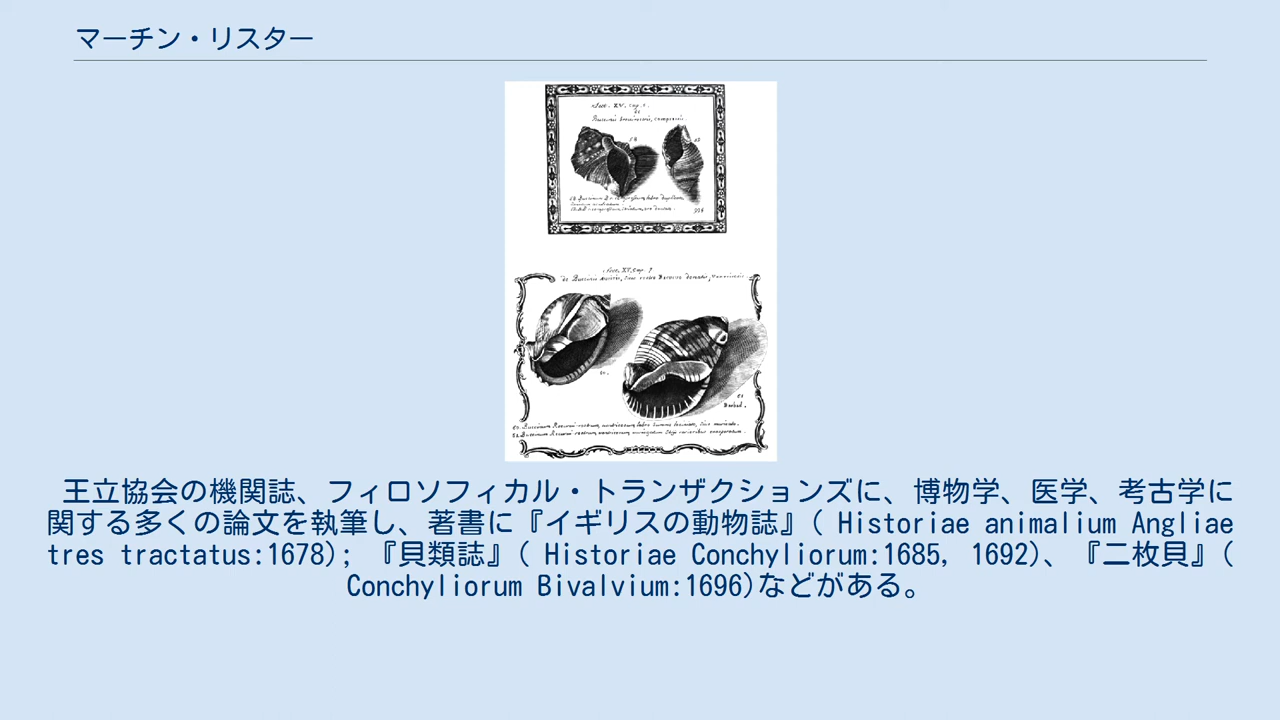 マーチン・リスター
王立協会の機関誌、フィロソフィカル・トランザクションズに、博物学、医学、考古学に
関する多くの論文を執筆し、著書に『イギリスの動物誌』( Historiae animalium Angliae
tres tractatus:1678); 『貝類誌』( Historiae Conchyliorum:1685, 1692)、『二枚貝』(
Conchyliorum Bivalvium:1696)などがある。